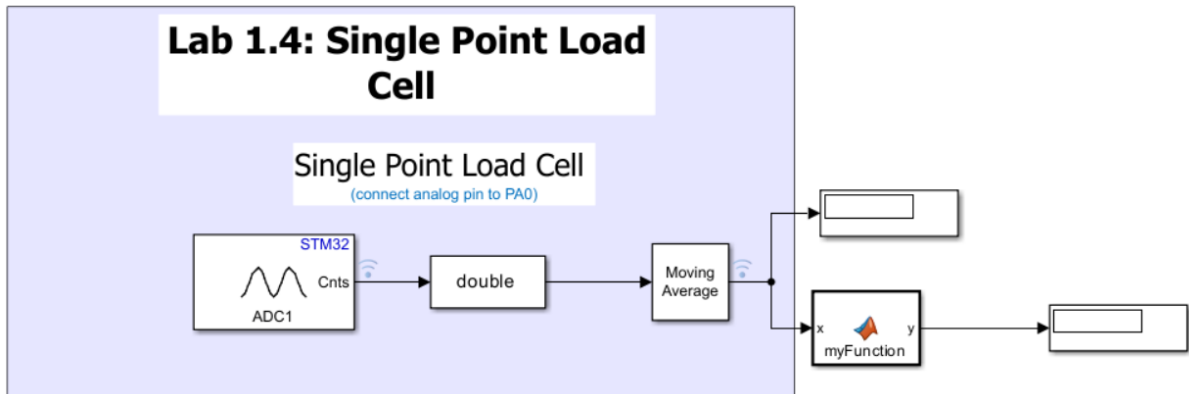 Lab 1.4: Single Point Load
Cell
Single Point Load Cell
(connect analog pin to PA0)
STM32
Cnts
ADC1
double
Moving
Average
x
y
myFunction